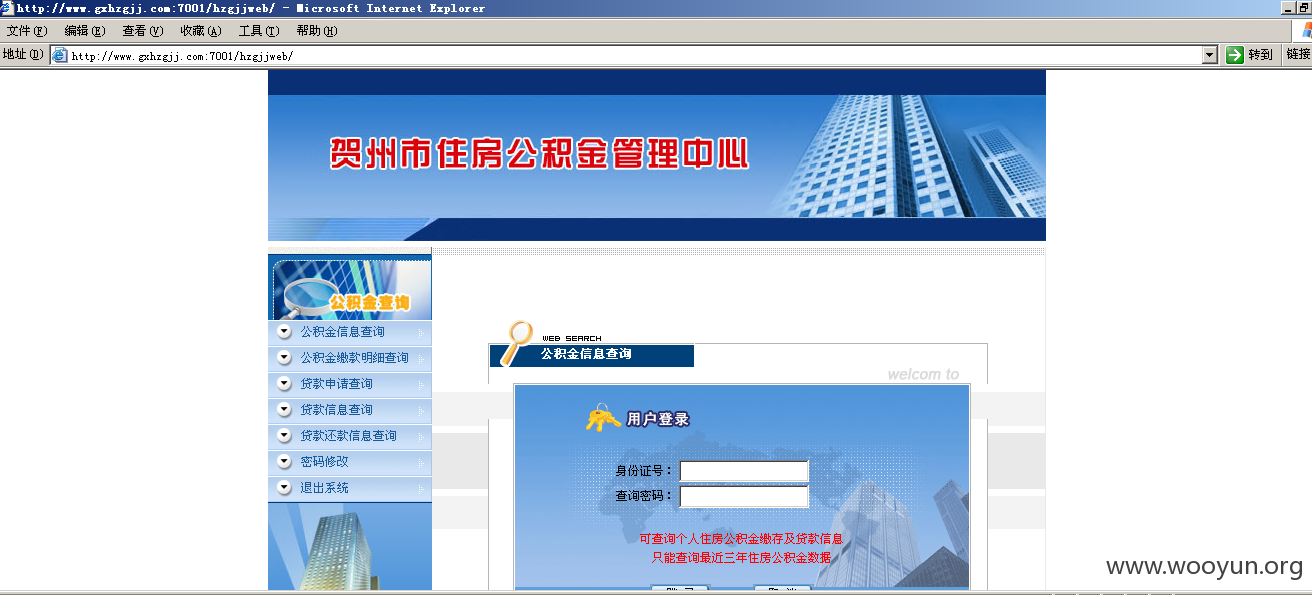 http://www.gxhzgjj.com:7001/hzgjjweb/ - Microsoft Internet Explorer
文件(F) 编辑(E) 查看(V) 收藏(A) 工具(T) 帮助(H)
地址(D) http://www.gxhzgjj.com:7001/hzgjjweb/ 转到 链接
贺州市住房公积金管理中心
公积金查询
公积金信息查询
公积金缴款明细查询
贷款申请查询
贷款信息查询
贷款还款信息查询
密码修改
退出系统
WEB SEARCH
公积金信息查询
welcom to
用户登录
身份证号：
查询密码：
可查询个人住房公积金缴存及贷款信息
只能查询最近三年住房公积金数据
www.wooyun.org